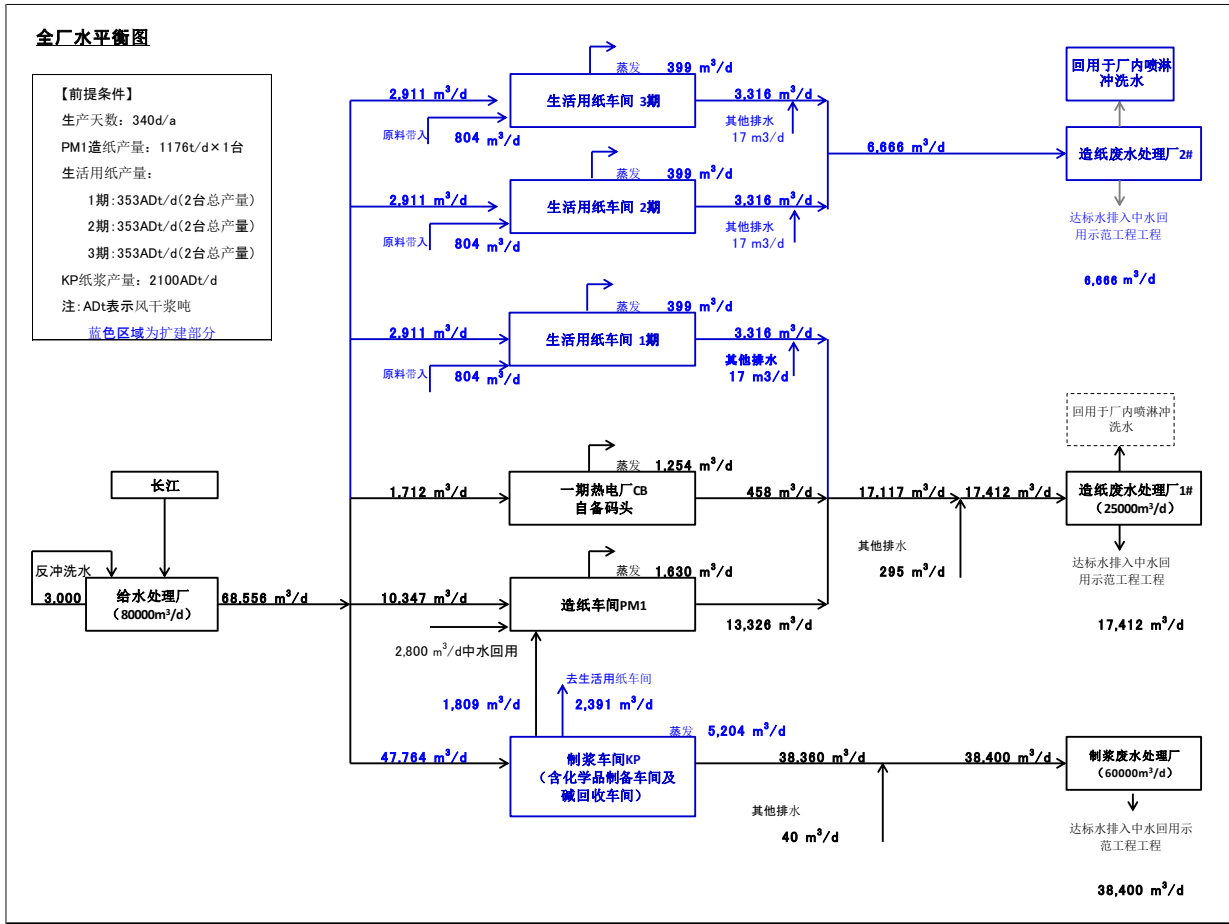 全厂水平衡图
【前提条件】
生产天数：340d/a
PM1造纸产量：1176t/d×1台
生活用纸产量：
1期:353ADt/d(2台总产量)
2期:353ADt/d(2台总产量)
3期:353ADt/d(2台总产量)
KP纸浆产量：2100ADt/d
注:ADt表示风干浆吨
蓝色区域为扩建部分
蒸发 399 m³/d
2,911 m³/d
生活用纸车间 3期
3,316 m³/d
原料带入 804 m³/d
其他排水
17 m3/d
回用于厂内喷淋
冲洗水
蒸发 399 m³/d
2,911 m³/d
生活用纸车间 2期
3,316 m³/d
原料带入 804 m³/d
其他排水
17 m3/d
6,666 m³/d
造纸废水处理厂2#
达标水排入中水回
用示范工程工程
6,666 m³/d
蒸发 399 m³/d
2,911 m³/d
生活用纸车间 1期
3,316 m³/d
原料带入 804 m³/d
其他排水
17 m3/d
回用于厂内喷淋冲
洗水
蒸发 1,254 m³/d
1,712 m³/d
一期热电厂CB
自备码头
458 m³/d
17,117 m³/d
17,412 m³/d
造纸废水处理厂1#
（25000m³/d）
其他排水
295 m³/d
达标水排入中水回
用示范工程工程
17,412 m³/d
长江
反冲洗水
3,000
给水处理厂
（80000m³/d）
68,556 m³/d
蒸发 1,630 m³/d
10,347 m³/d
造纸车间PM1
13,326 m³/d
2,800 m³/d中水回用
1,809 m³/d
去生活用纸车间
2,391 m³/d
蒸发 5,204 m³/d
47,764 m³/d
制浆车间KP
（含化学品制备车间及
碱回收车间）
38,360 m³/d
38,400 m³/d
其他排水
40 m³/d
制浆废水处理厂
（60000m³/d）
达标水排入中水回用示
范工程工程
38,400 m³/d